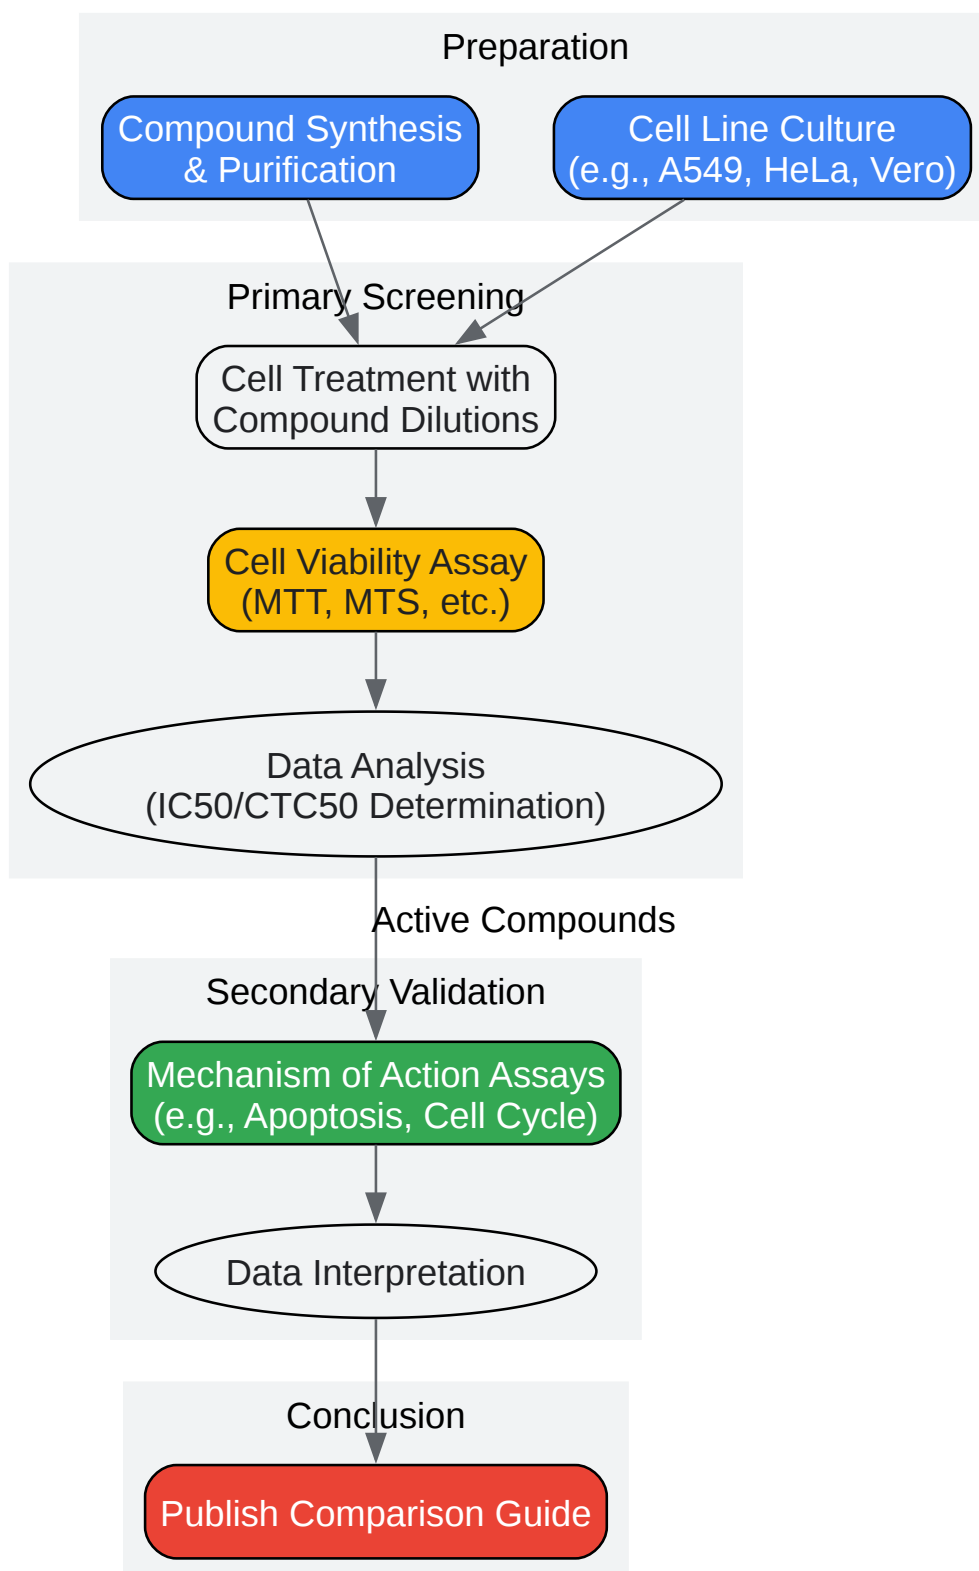 Preparation
Compound Synthesis
& Purification
Cell Line Culture
(e.g., A549, HeLa, Vero)
Primary Screening
Cell Treatment with
Compound Dilutions
Cell Viability Assay
(MTT, MTS, etc.)
Data Analysis
(IC50/CTC50 Determination)
Active Compounds
Secondary Validation
Mechanism of Action Assays
(e.g., Apoptosis, Cell Cycle)
Data Interpretation
Conclusion
Publish Comparison Guide